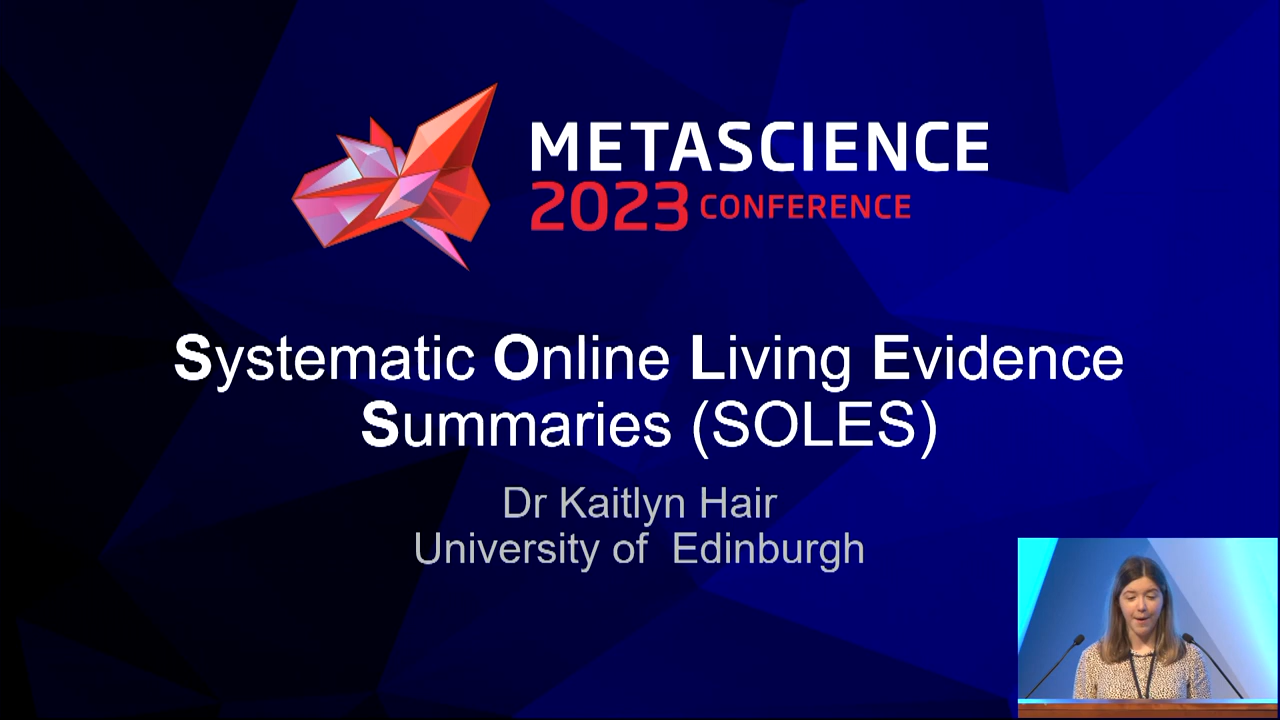 METASCIENCE
2023 CONFERENCE
Systematic Online Living Evidence
Summaries (SOLES)
Dr Kaitlyn Hair
University of  Edinburgh